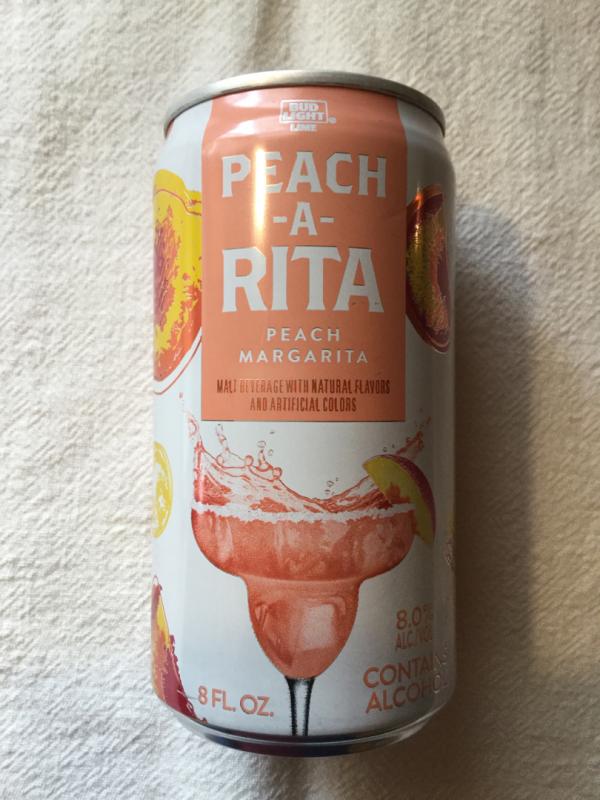 BUD
LIGHT
LIME
PEACH
-A-
RITA
PEACH
MARGARITA
MALT BEVERAGE WITH NATURAL FLAVORS
AND ARTIFICIAL COLORS
8.0%
ALC./VOL
CONTAINS
ALCOHOL
8 FL. OZ.